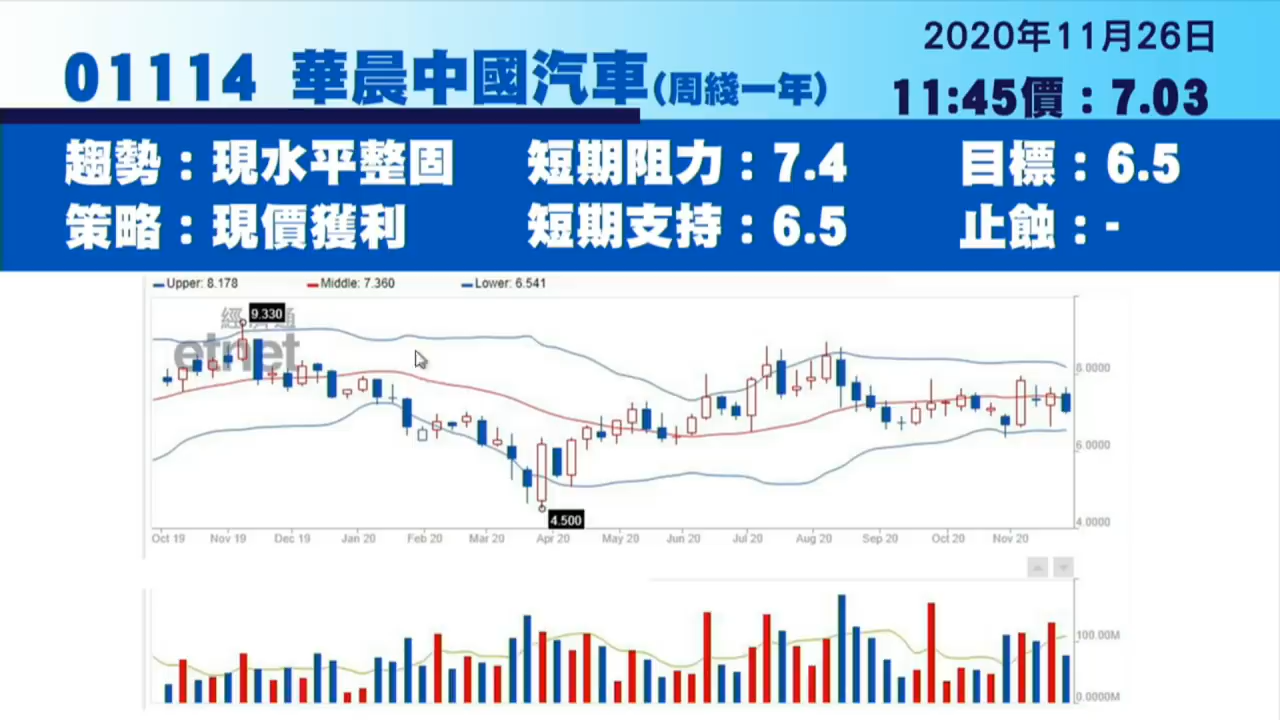 01114 華晨中國汽車(周綫一年)
2020年11月26日
11:45價:7.03
趨勢:現水平整固 短期阻力:7.4 目標:6.5
策略:現價獲利 短期支持:6.5 止蝕:-
Upper: 8.178 Middle: 7.360 Lower: 6.541
9.330
經濟通
etnet
8.0000
6.0000
4.500
4.0000
Oct 19 Nov 19 Dec 19 Jan 20 Feb 20 Mar 20 Apr 20 May 20 Jun 20 Jul 20 Aug 20 Sep 20 Oct 20 Nov 20
100.00M
0.0000M